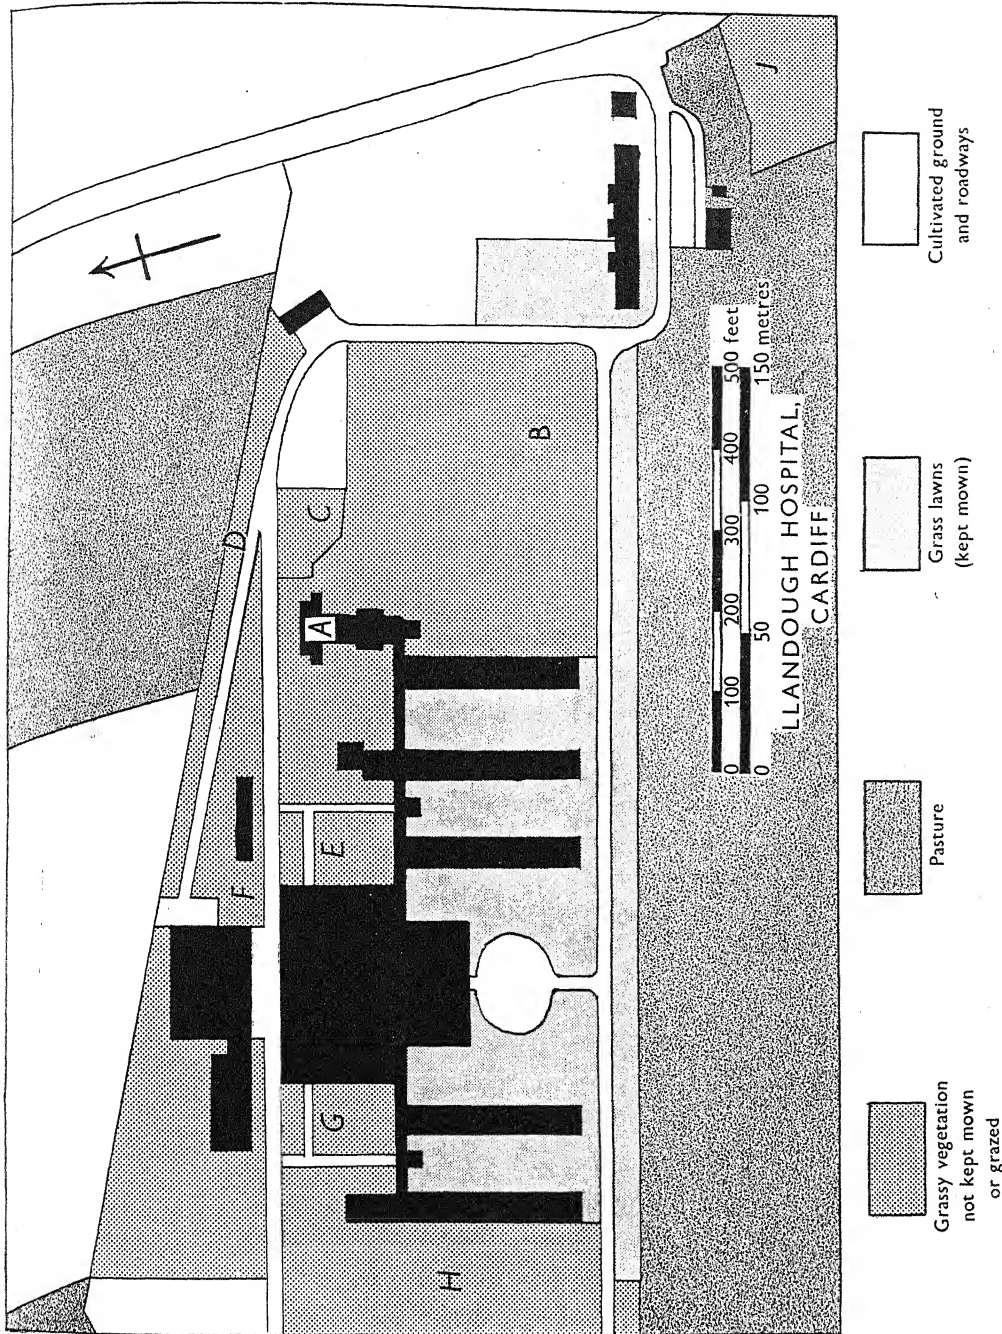 J
D
C
B
A
F
E
G
H
500 feet
400
300
200
100
0
150 metres
100
50
0
LLANDOUGH HOSPITAL,
CARDIFF
Grassy vegetation
not kept mown
or grazed
Pasture
Grass lawns
(kept mown)
Cultivated ground
and roadways